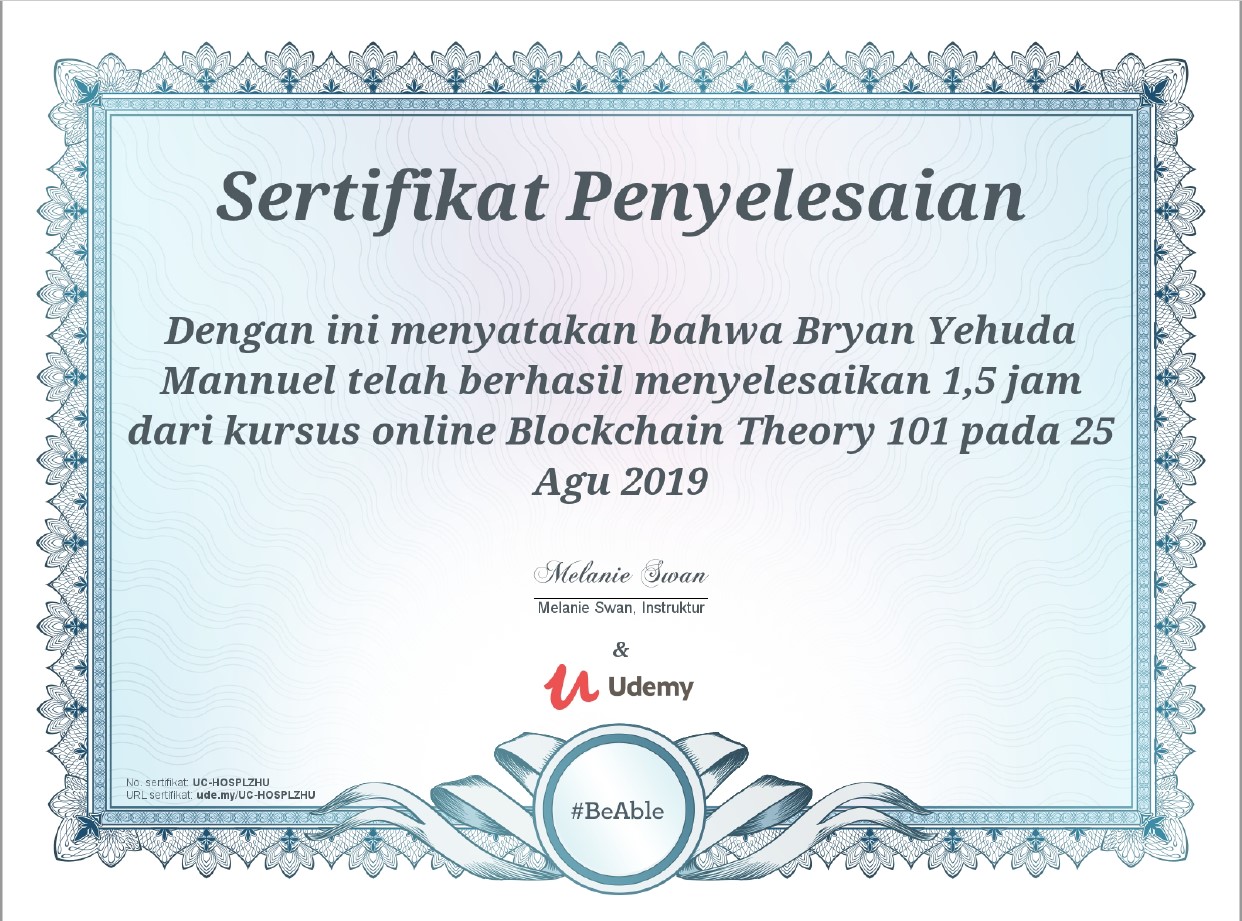 Sertifikat Penyelesaian
Dengan ini menyatakan bahwa Bryan Yehuda
Mannuel telah berhasil menyelesaikan 1,5 jam
dari kursus online Blockchain Theory 101 pada 25
Agu 2019
Melanie Swan
Melanie Swan, Instruktur
&
Udemy
No. sertifikat: UC-HOSPLZHU
URL sertifikat: ude.my/UC-HOSPLZHU
#BeAble